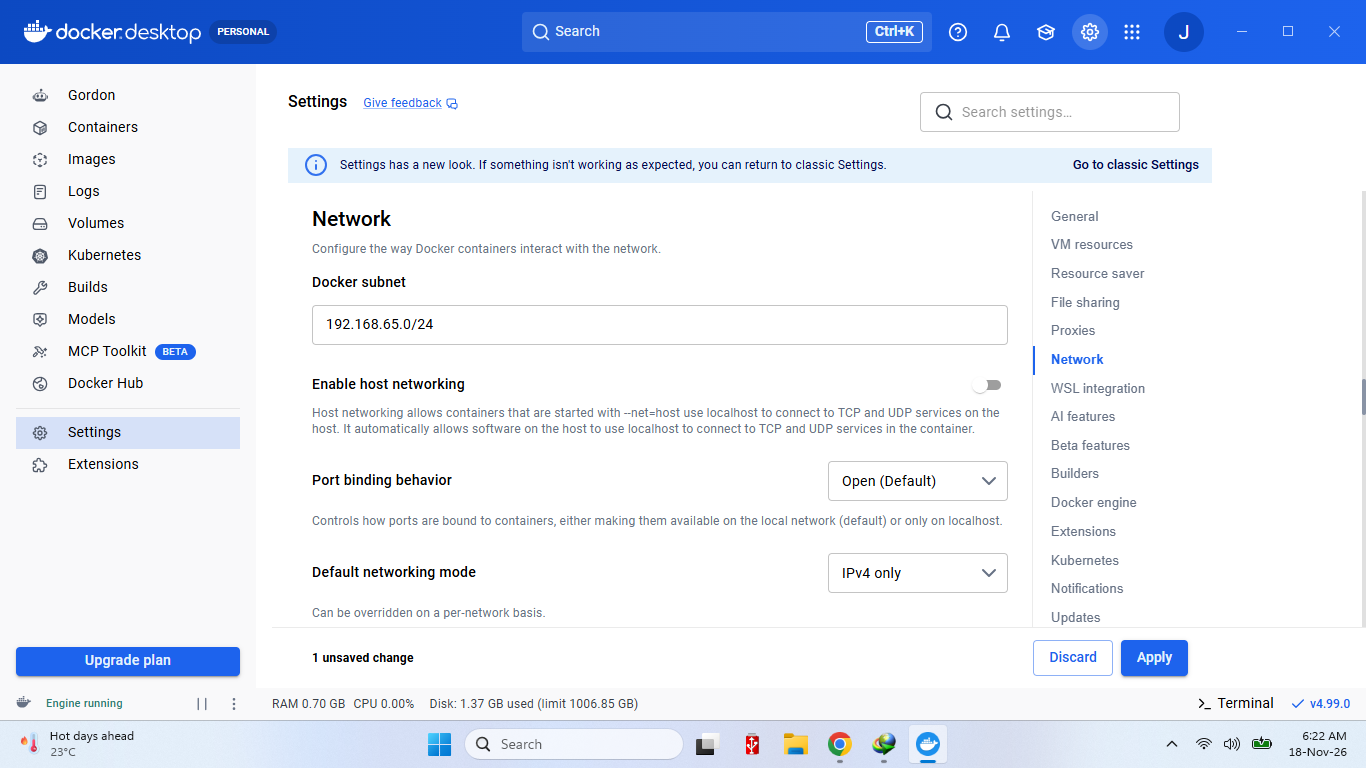 docker.desktop PERSONAL
Search Ctrl+K
J
Gordon
Containers
Images
Logs
Volumes
Kubernetes
Builds
Models
MCP Toolkit BETA
Docker Hub
Settings
Extensions
Upgrade plan
Settings Give feedback
Search settings...
Settings has a new look. If something isn't working as expected, you can return to classic Settings. Go to classic Settings
Network
Configure the way Docker containers interact with the network.
Docker subnet
192.168.65.0/24
Enable host networking
Host networking allows containers that are started with --net=host use localhost to connect to TCP and UDP services on the
host. It automatically allows software on the host to use localhost to connect to TCP and UDP services in the container.
Port binding behavior Open (Default)
Controls how ports are bound to containers, either making them available on the local network (default) or only on localhost.
Default networking mode IPv4 only
Can be overridden on a per-network basis.
General
VM resources
Resource saver
File sharing
Proxies
Network
WSL integration
AI features
Beta features
Builders
Docker engine
Extensions
Kubernetes
Notifications
Updates
1 unsaved change Discard Apply
Engine running RAM 0.70 GB CPU 0.00% Disk: 1.37 GB used (limit 1006.85 GB) Terminal v4.99.0
Hot days ahead
23°C
Search
6:22 AM
18-Nov-26